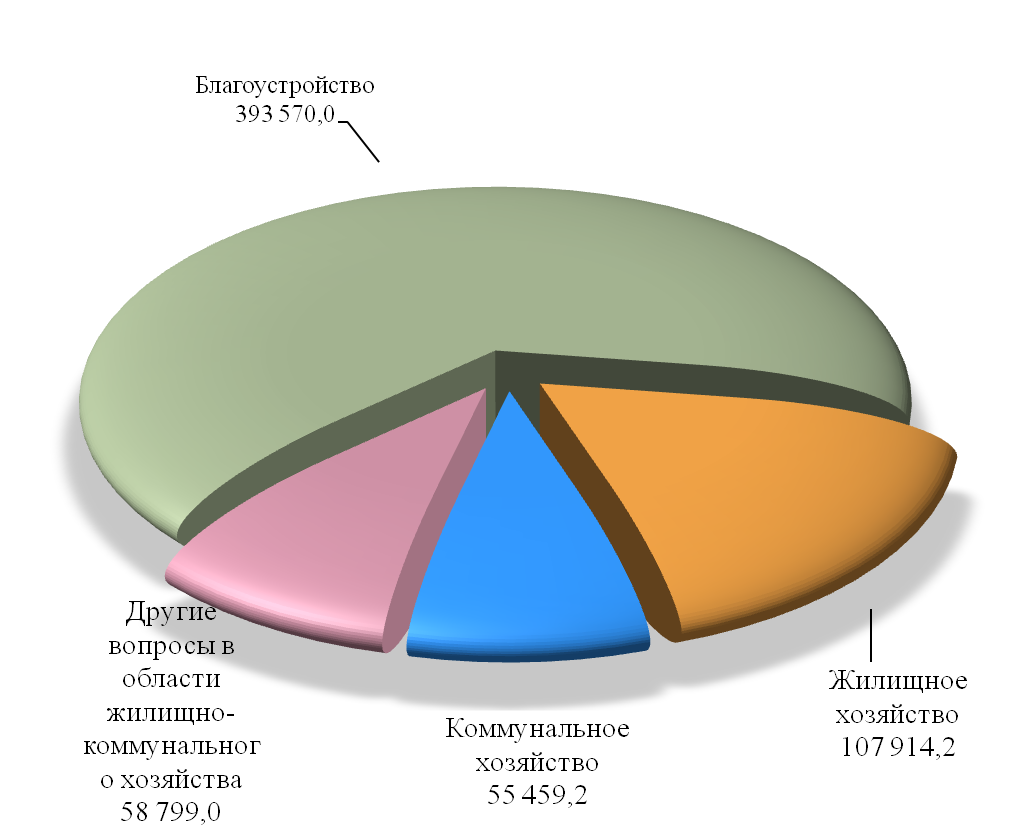 Благоустройство
393 570,0
Другие
вопросы в
области
жилищно-
коммунальног
о хозяйства
58 799,0
Коммунальное
хозяйство
55 459,2
Жилищное
хозяйство
107 914,2